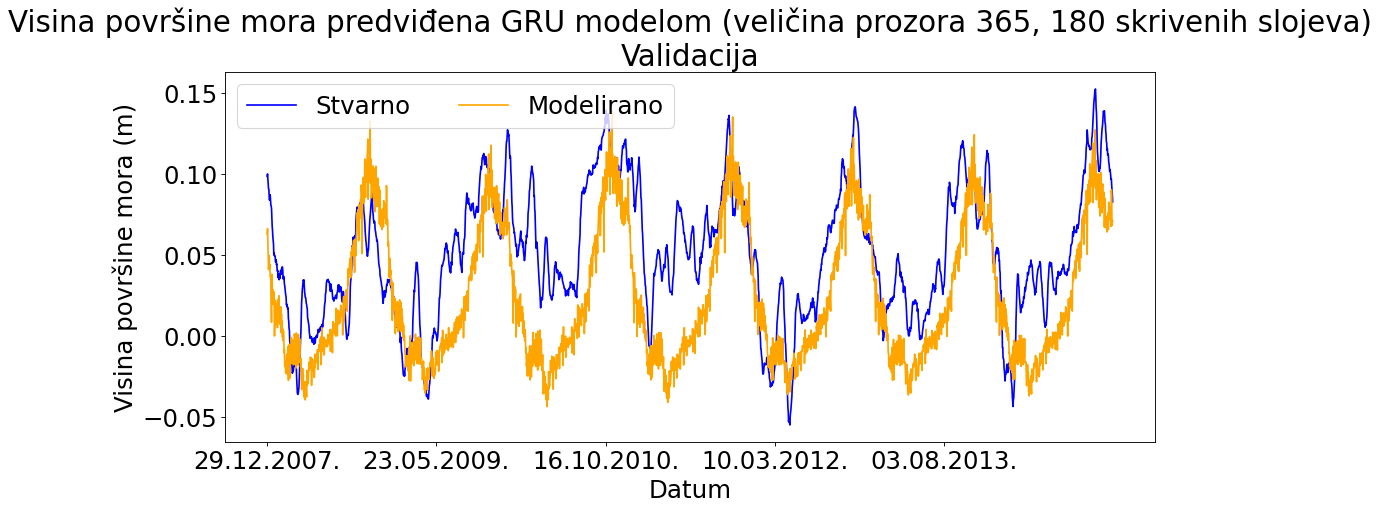 Visina površine mora predviđena GRU modelom (veličina prozora 365, 180 skrivenih slojeva)
Validacija
Stvarno
Modelirano
Visina površine mora (m)
0.15
0.10
0.05
0.00
−0.05
29.12.2007.
23.05.2009.
16.10.2010.
10.03.2012.
03.08.2013.
Datum